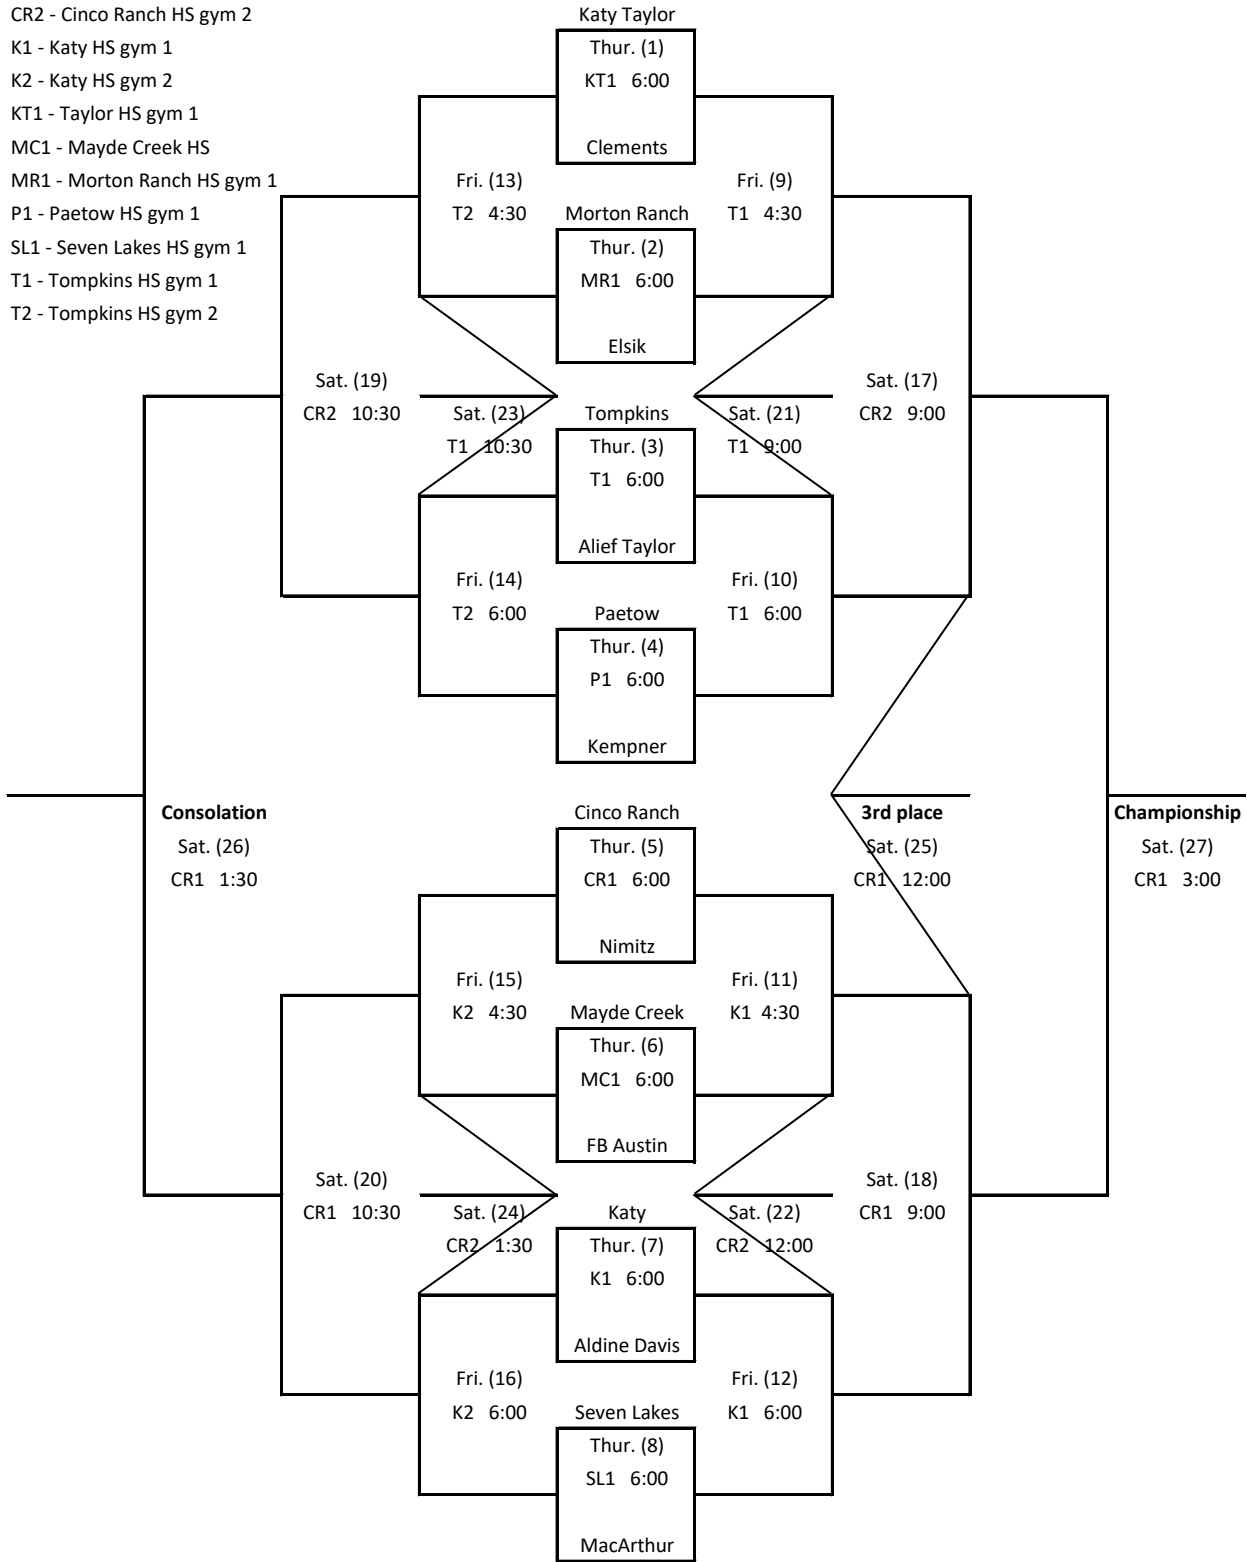 CR2 - Cinco Ranch HS gym 2
Katy Taylor
K1 - Katy HS gym 1
Thur. (1)
K2 - Katy HS gym 2
KT1 6:00
KT1 - Taylor HS gym 1
MC1 - Mayde Creek HS
Clements
MR1 - Morton Ranch HS gym 1
Fri. (13)
Fri. (9)
P1 - Paetow HS gym 1
T2 4:30
Morton Ranch
T1 4:30
SL1 - Seven Lakes HS gym 1
Thur. (2)
T1 - Tompkins HS gym 1
MR1 6:00
T2 - Tompkins HS gym 2
Elsik
Sat. (19)
Sat. (17)
CR2 10:30
Sat. (23)
Tompkins
Sat. (21)
CR2 9:00
T1 10:30
Thur. (3)
T1 9:00
T1 6:00
Alief Taylor
Fri. (14)
Fri. (10)
T2 6:00
Paetow
T1 6:00
Thur. (4)
P1 6:00
Kempner
Consolation
Cinco Ranch
3rd place
Championship
Sat. (26)
Thur. (5)
Sat. (25)
Sat. (27)
CR1 1:30
CR1 6:00
CR1 12:00
CR1 3:00
Nimitz
Fri. (15)
Fri. (11)
K2 4:30
Mayde Creek
K1 4:30
Thur. (6)
MC1 6:00
FB Austin
Sat. (20)
Sat. (18)
CR1 10:30
Sat. (24)
Katy
Sat. (22)
CR1 9:00
CR2 1:30
Thur. (7)
CR2 12:00
K1 6:00
Aldine Davis
Fri. (16)
Fri. (12)
K2 6:00
Seven Lakes
K1 6:00
Thur. (8)
SL1 6:00
MacArthur